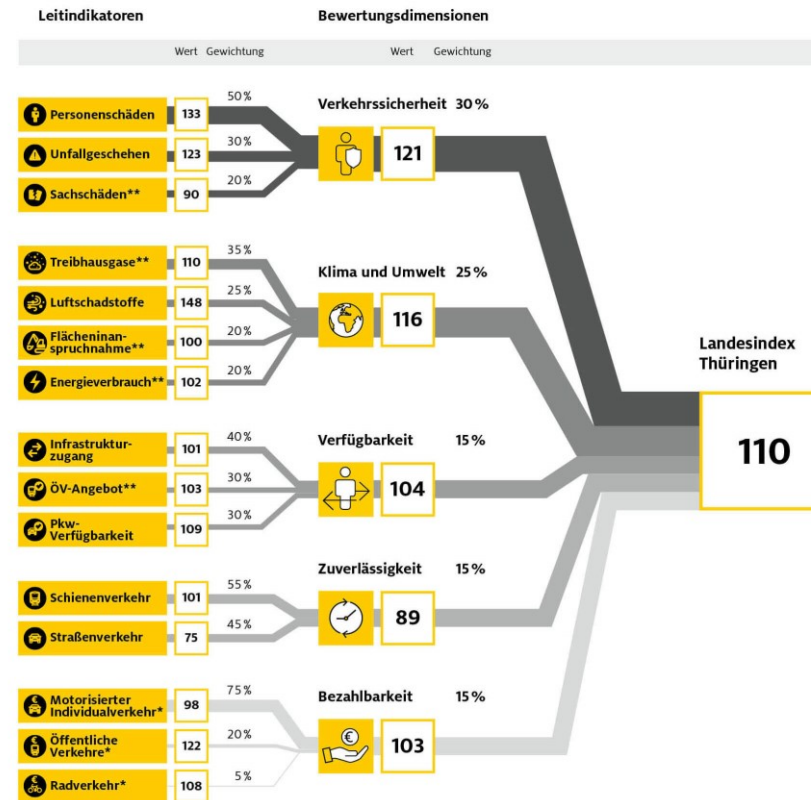 Leitindikatoren
Bewertungsdimensionen
Wert Gewichtung
Wert Gewichtung
Personenschäden 133 50%
Unfallgeschehen 123 30%
Sachschäden** 90 20%
Verkehrssicherheit 30%
121
Treibhausgase** 110 35%
Luftschadstoffe 148 25%
Flächeninan-
spruchnahme** 100 20%
Energieverbrauch** 102 20%
Klima und Umwelt 25%
116
Infrastruktur-
zugang 101 40%
ÖV-Angebot** 103 30%
Pkw-
Verfügbarkeit 109 30%
Verfügbarkeit 15%
104
Schienenverkehr 101 55%
Straßenverkehr 75 45%
Zuverlässigkeit 15%
89
Motorisierter
Individualverkehr* 98 75%
Öffentliche
Verkehre* 122 20%
Radverkehr* 108 5%
Bezahlbarkeit 15%
103
Landesindex
Thüringen
110